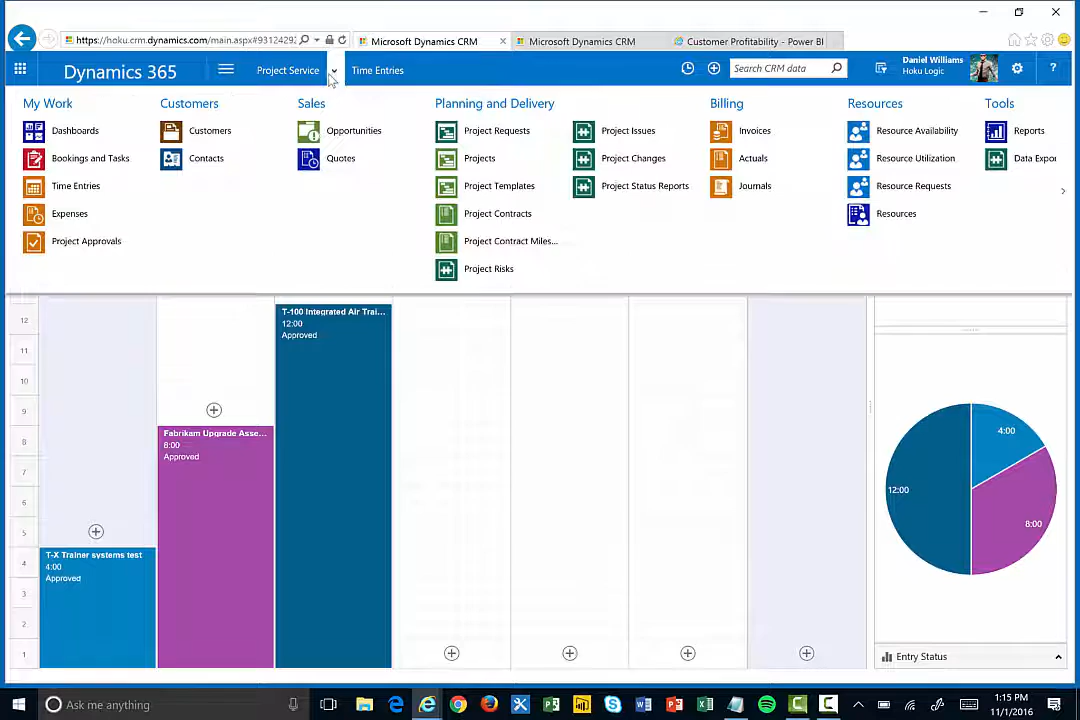 https://hoku.crm.dynamics.com/main.aspx#931242
Microsoft Dynamics CRM
Microsoft Dynamics CRM
Customer Profitability - Power BI
Dynamics 365
Project Service
Time Entries
Search CRM data
Daniel Williams
Hoku Logic
?
My Work
Dashboards
Bookings and Tasks
Time Entries
Expenses
Project Approvals
Customers
Customers
Contacts
Sales
Opportunities
Quotes
Planning and Delivery
Project Requests
Projects
Project Templates
Project Contracts
Project Contract Miles...
Project Risks
Project Issues
Project Changes
Project Status Reports
Billing
Invoices
Actuals
Journals
Resources
Resource Availability
Resource Utilization
Resource Requests
Resources
Tools
Reports
Data Expor
12
11
10
9
8
7
6
5
4
3
2
1
T-X Trainer systems test
4:00
Approved
Fabrikam Upgrade Asse...
8:00
Approved
T-100 Integrated Air Trai...
12:00
Approved
4:00
12:00
8:00
Entry Status
Ask me anything
1:15 PM
11/1/2016